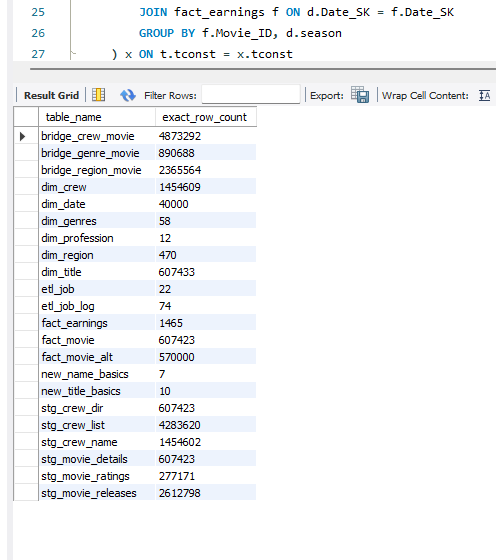 25 JOIN fact_earnings f ON d.Date_SK = f.Date_SK
26 GROUP BY f.Movie_ID, d.season
27 ) x ON t.tconst = x.tconst
Result Grid Filter Rows: Export: Wrap Cell Content: IA
table_name exact_row_count
bridge_crew_movie 4873292
bridge_genre_movie 890688
bridge_region_movie 2365564
dim_crew 1454609
dim_date 40000
dim_genres 58
dim_profession 12
dim_region 470
dim_title 607433
etl_job 22
etl_job_log 74
fact_earnings 1465
fact_movie 607423
fact_movie_alt 570000
new_name_basics 7
new_title_basics 10
stg_crew_dir 607423
stg_crew_list 4283620
stg_crew_name 1454602
stg_movie_details 607423
stg_movie_ratings 277171
stg_movie_releases 2612798